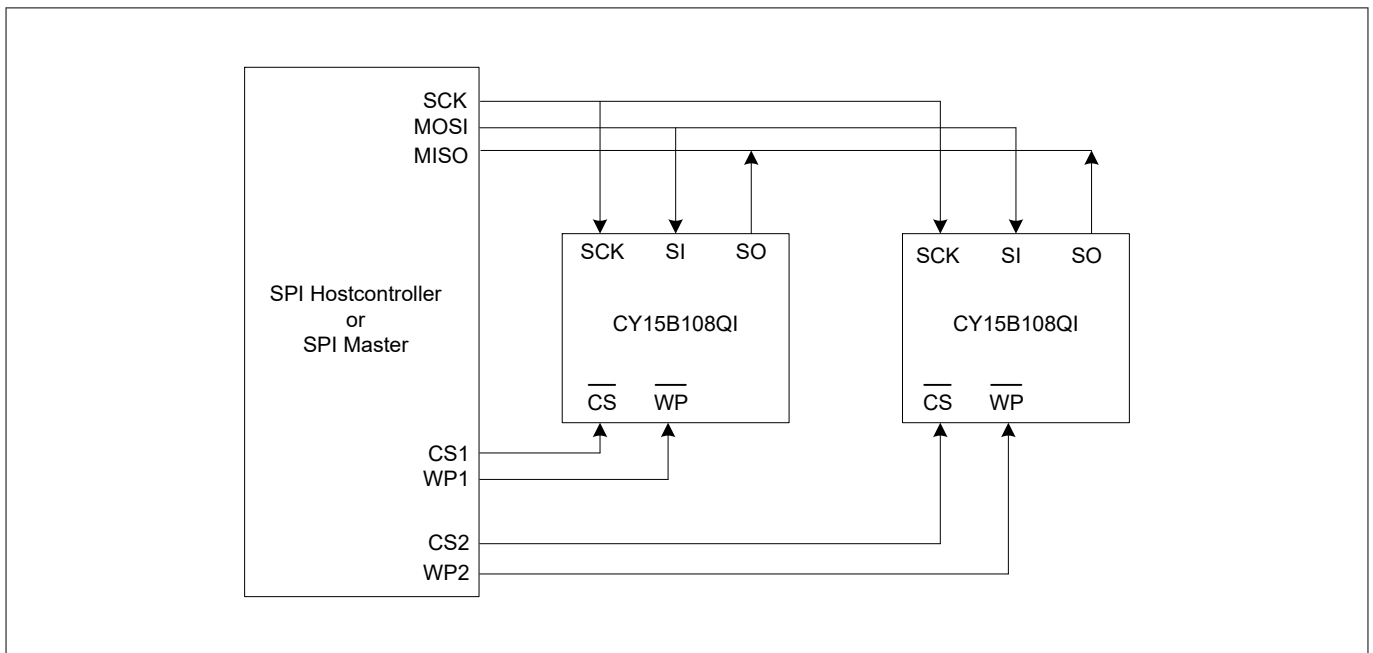 SCK
MOSI
MISO
SPI Hostcontroller
or
SPI Master
CS1
WP1
CS2
WP2
SCK SI SO
CY15B108QI
CS WP
SCK SI SO
CY15B108QI
CS WP